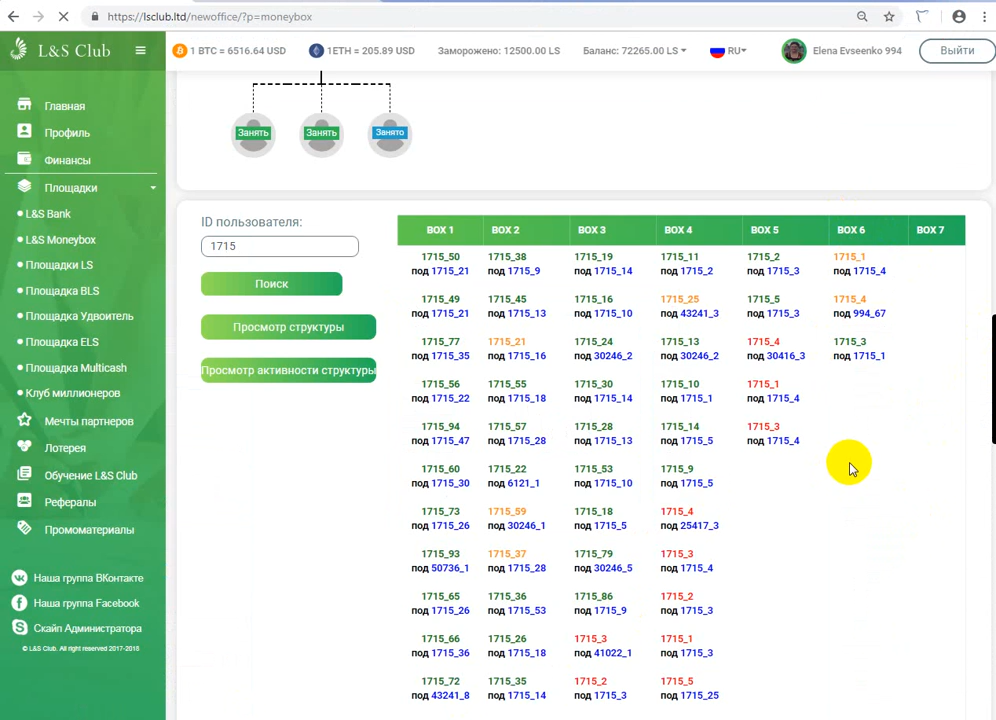 https://lsclub.ltd/newoffice/?p=moneybox
L&S Club
1 BTC = 6516.64 USD
1ETH = 205.89 USD
Заморожено: 12500.00 LS
Баланс: 72265.00 LS
RU
Elena Evseenko 994
Выйти
Главная
Профиль
Финансы
Площадки
L&S Bank
L&S Moneybox
Площадки LS
Площадка BLS
Площадка Удвоитель
Площадка ELS
Площадка Multicash
Клуб миллионеров
Мечты партнеров
Лотерея
Обучение L&S Club
Рефералы
Промоматериалы
Наша группа ВКонтакте
Наша группа Facebook
Скайп Администратора
© L&S Club. All right reserved 2017-2018
Занять Занять Занято
ID пользователя:
1715
Поиск
Просмотр структуры
Просмотр активности структуры
BOX 1 BOX 2 BOX 3 BOX 4 BOX 5 BOX 6 BOX 7
1715_50 1715_38 1715_19 1715_11 1715_2 1715_1
под 1715_21 под 1715_9 под 1715_14 под 1715_2 под 1715_3 под 1715_4
1715_49 1715_45 1715_16 1715_25 1715_5 1715_4
под 1715_21 под 1715_13 под 1715_10 под 43241_3 под 1715_3 под 994_67
1715_77 1715_21 1715_24 1715_13 1715_4 1715_3
под 1715_35 под 1715_16 под 30246_2 под 30246_2 под 30416_3 под 1715_1
1715_56 1715_55 1715_30 1715_10 1715_1
под 1715_22 под 1715_18 под 1715_14 под 1715_1 под 1715_4
1715_94 1715_57 1715_28 1715_14 1715_3
под 1715_47 под 1715_28 под 1715_13 под 1715_5 под 1715_4
1715_60 1715_22 1715_53 1715_9
под 1715_30 под 6121_1 под 1715_10 под 1715_5
1715_73 1715_59 1715_18 1715_4
под 1715_26 под 30246_1 под 1715_5 под 25417_3
1715_93 1715_37 1715_79 1715_3
под 50736_1 под 1715_28 под 30246_5 под 1715_4
1715_65 1715_36 1715_86 1715_2
под 1715_26 под 1715_53 под 1715_9 под 1715_3
1715_66 1715_26 1715_3 1715_1
под 1715_36 под 1715_18 под 41022_1 под 1715_3
1715_72 1715_35 1715_2 1715_5
под 43241_8 под 1715_14 под 1715_3 под 1715_25